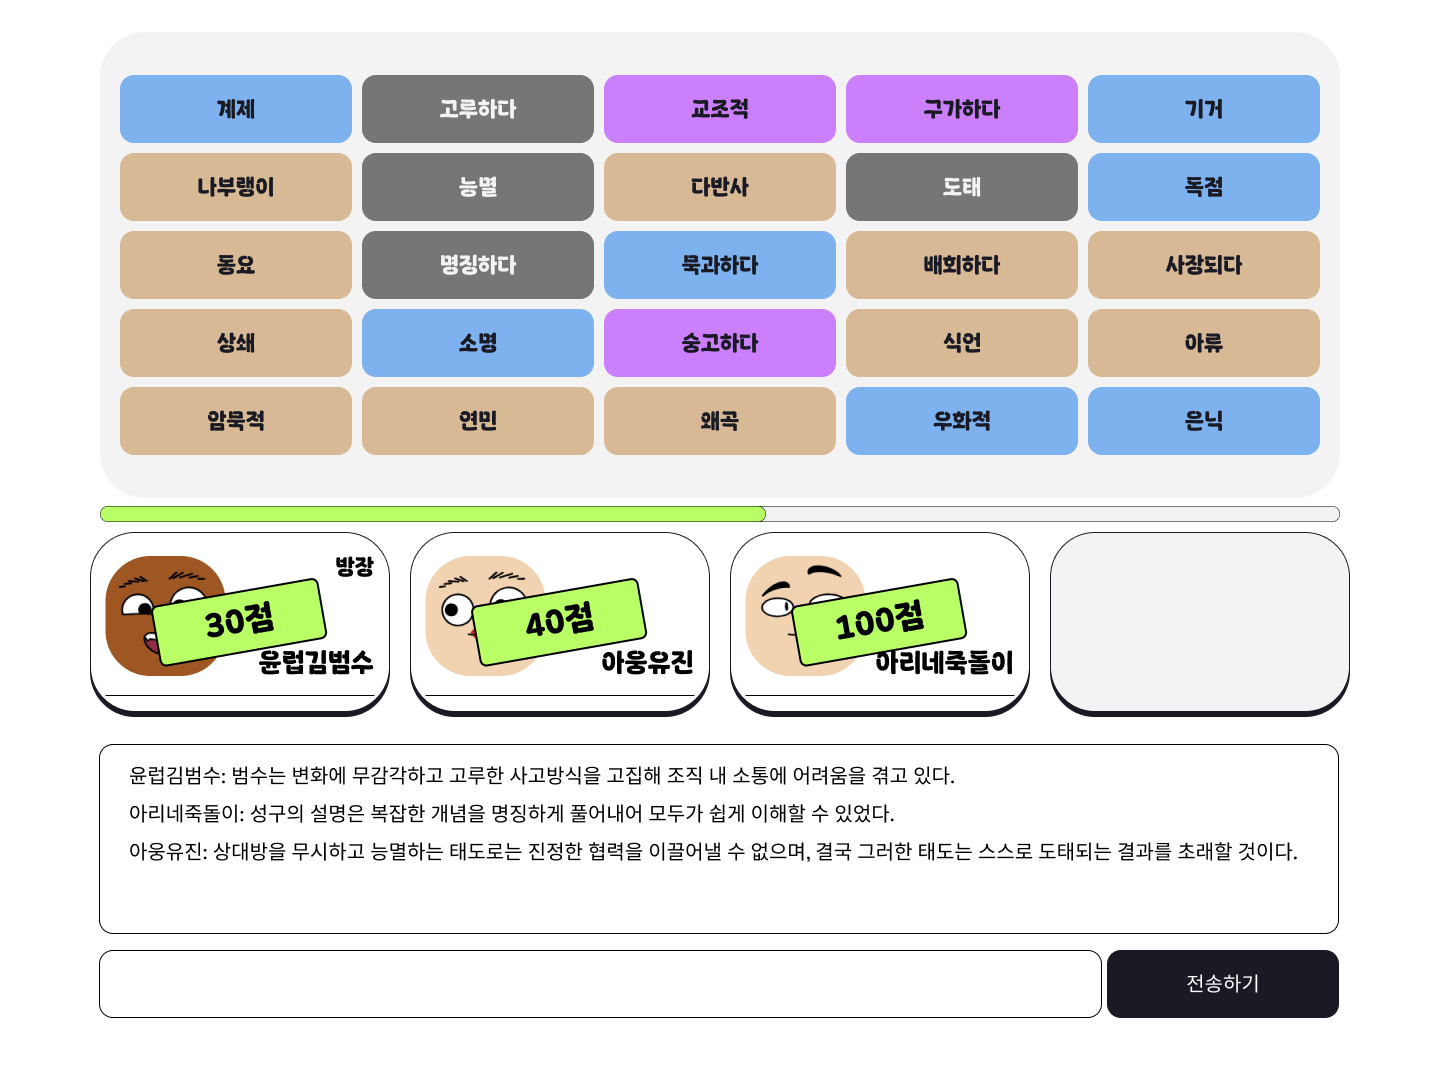 계제 고루하다 교조적 구가하다 기거
나부랭이 능멸 다반사 도태 독점
동요 명징하다 묵과하다 배회하다 사장되다
상쇄 소명 숭고하다 식언 아류
암묵적 연민 왜곡 우화적 은닉
방장
30점 40점 100점
윤럽김범수 아웅유진 아리네죽돌이
윤럽김범수: 범수는 변화에 무감각하고 고루한 사고방식을 고집해 조직 내 소통에 어려움을 겪고 있다.
아리네죽돌이: 성구의 설명은 복잡한 개념을 명징하게 풀어내어 모두가 쉽게 이해할 수 있었다.
아웅유진: 상대방을 무시하고 능멸하는 태도로는 진정한 협력을 이끌어낼 수 없으며, 결국 그러한 태도는 스스로 도태되는 결과를 초래할 것이다.
전송하기